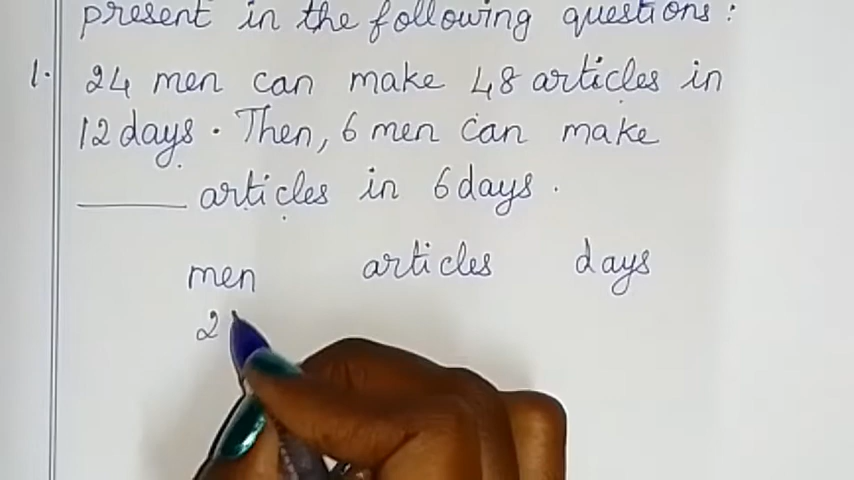 present in the following questions :
1. 24 men can make 48 articles in
12 days. Then, 6 men can make
______ articles in 6 days.
men articles days
2